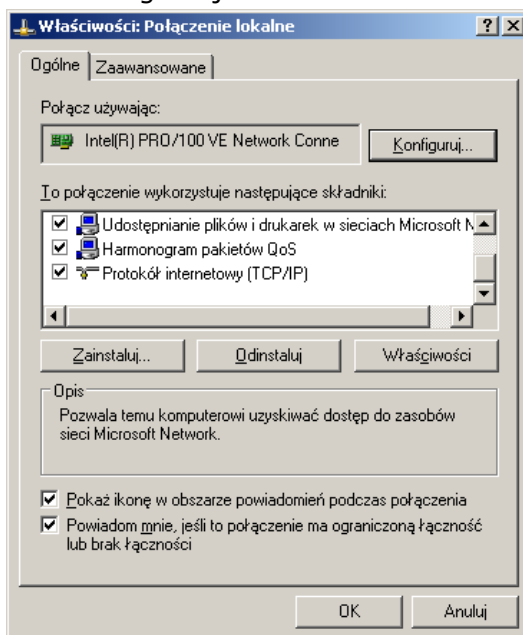 Właściwości: Połączenie lokalne
Ogólne Zaawansowane
Połącz używając:
Intel(R) PRO/100 VE Network Conne
Konfiguruj...
To połączenie wykorzystuje następujące składniki:
Udostępnianie plików i drukarek w sieciach Microsoft N
Harmonogram pakietów QoS
Protokół internetowy (TCP/IP)
Zainstaluj... Odinstaluj Właściwości
Opis
Pozwala temu komputerowi uzyskiwać dostęp do zasobów
sieci Microsoft Network.
Pokaż ikonę w obszarze powiadomień podczas połączenia
Powiadom mnie, jeśli to połączenie ma ograniczoną łączność
lub brak łączności
OK Anuluj